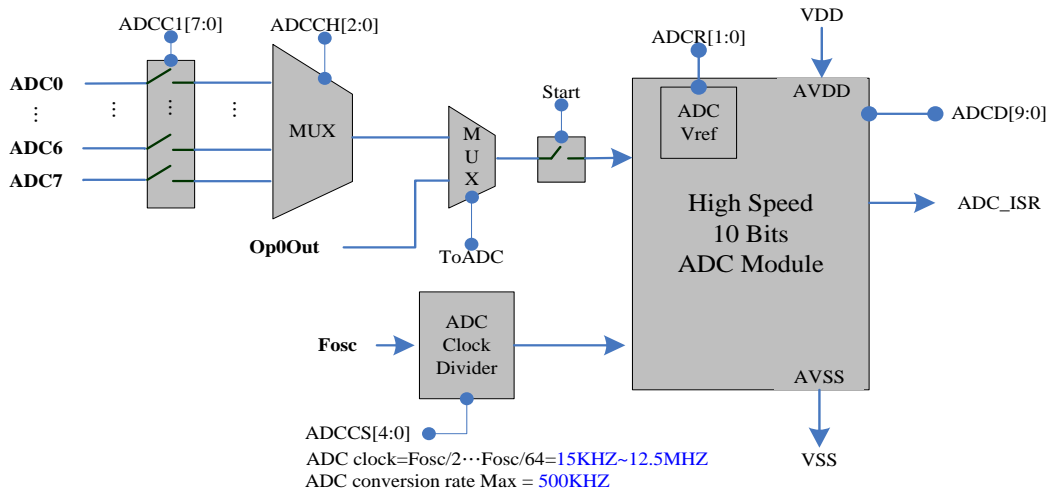 ADCC1[7:0]
ADCCH[2:0]
ADCR[1:0]
VDD
ADC0
⋮
⋮
⋮
⋮
ADC6
ADC7
MUX
MUX
Start
ADC
Vref
AVDD
ADCD[9:0]
ADC_ISR
High Speed
10 Bits
ADC Module
Op0Out
ToADC
Fosc
ADC
Clock
Divider
AVSS
VSS
ADCCS[4:0]
ADC clock=Fosc/2⋯Fosc/64=15KHZ~12.5MHZ
ADC conversion rate Max = 500KHZ